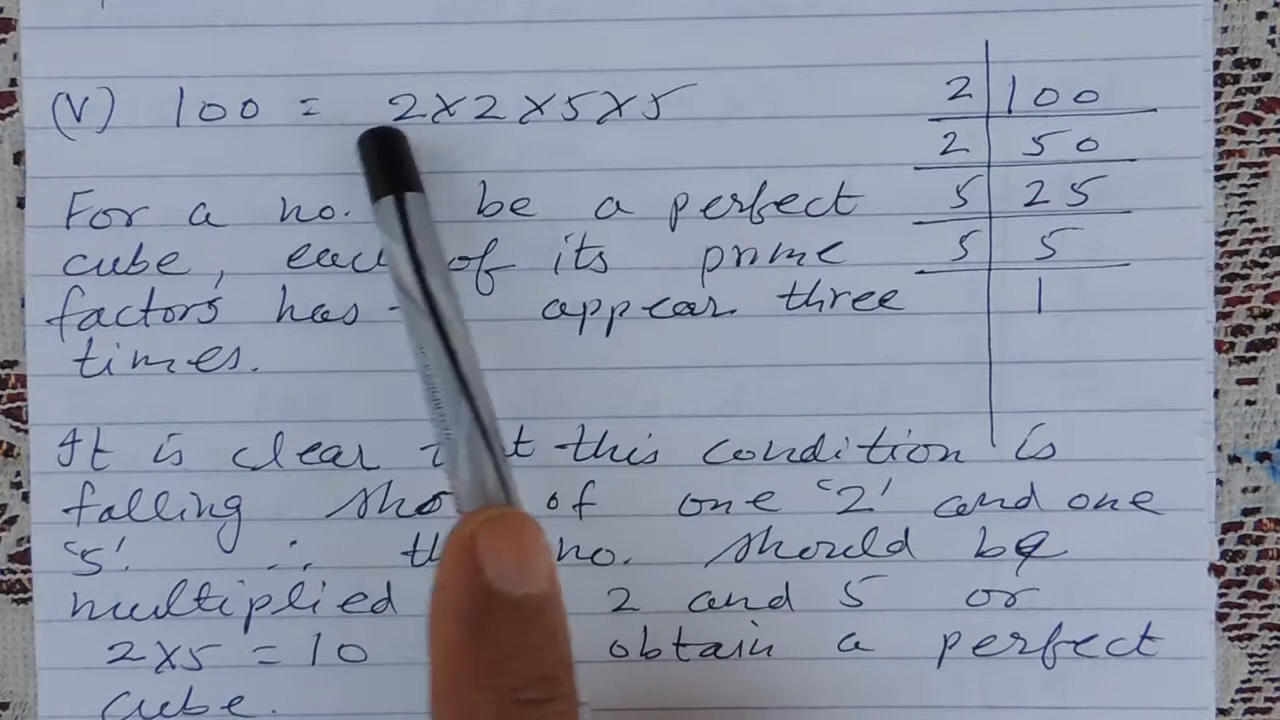 (V) 100 = 2×2×5×5
2 | 100
2 | 50
5 | 25
5 | 5
1
For a no. be a perfect
cube, each of its prime
factors has appear three
times.
It is clear this condition is
falling of one '2' and one
'5'. ∴ no. should be
multiplied 2 and 5 or
2×5 = 10 obtain a perfect
cube.